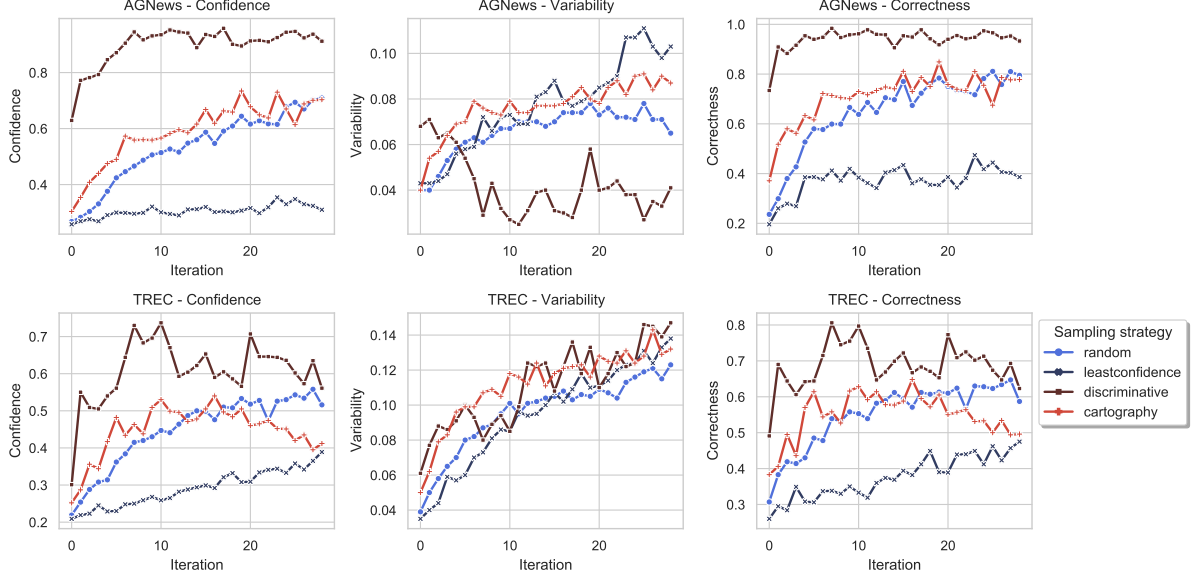 AGNews - Confidence
AGNews - Variability
AGNews - Correctness
Confidence
0.8
0.6
0.4
0
10
20
Iteration
Variability
0.10
0.08
0.06
0.04
0
10
20
Iteration
Correctness
1.0
0.8
0.6
0.4
0.2
0
10
20
Iteration
TREC - Confidence
TREC - Variability
TREC - Correctness
Confidence
0.7
0.6
0.5
0.4
0.3
0.2
0
10
20
Iteration
Variability
0.14
0.12
0.10
0.08
0.06
0.04
0
10
20
Iteration
Correctness
0.8
0.7
0.6
0.5
0.4
0.3
0
10
20
Iteration
Sampling strategy
random
leastconfidence
discriminative
cartography